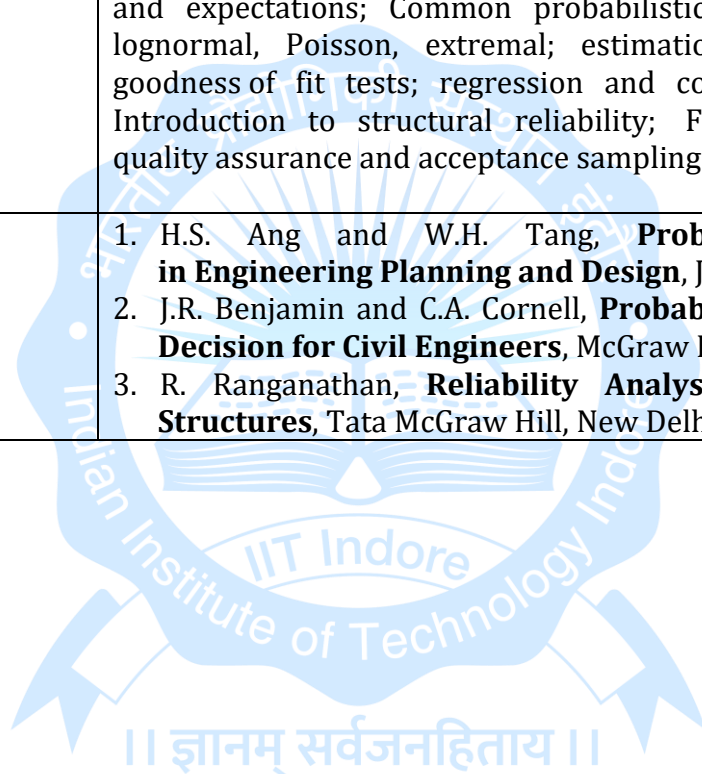 and expectations; Common probabilistic
lognormal, Poisson, extremal; estimatio
goodness of fit tests; regression and co
Introduction to structural reliability; F
quality assurance and acceptance sampling
1. H.S. Ang and W.H. Tang, Prob
in Engineering Planning and Design, J
2. J.R. Benjamin and C.A. Cornell, Probab
Decision for Civil Engineers, McGraw
3. R. Ranganathan, Reliability Analys
Structures, Tata McGraw Hill, New Delh
भारतीय प्रौद्योगिकी संस्थान इंदौर
Indian Institute of Technology Indore
IIT Indore
।। ज्ञानम् सर्वजनहिताय ।।